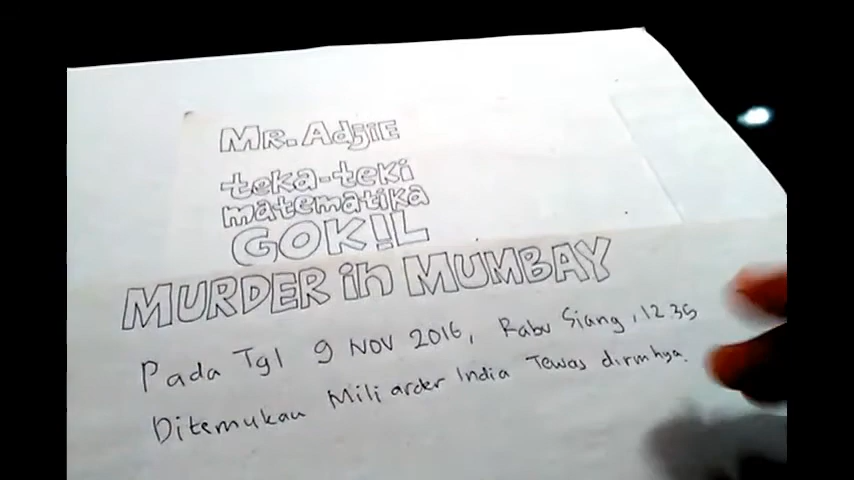 MR. AdjiE
teka-teki
matematika
GOK!L
MURDER in MUMBAY
Pada Tgl 9 NOV 2016, Rabu Siang, 12.35
Ditemukan Miliarder India Tewas dirmhya.